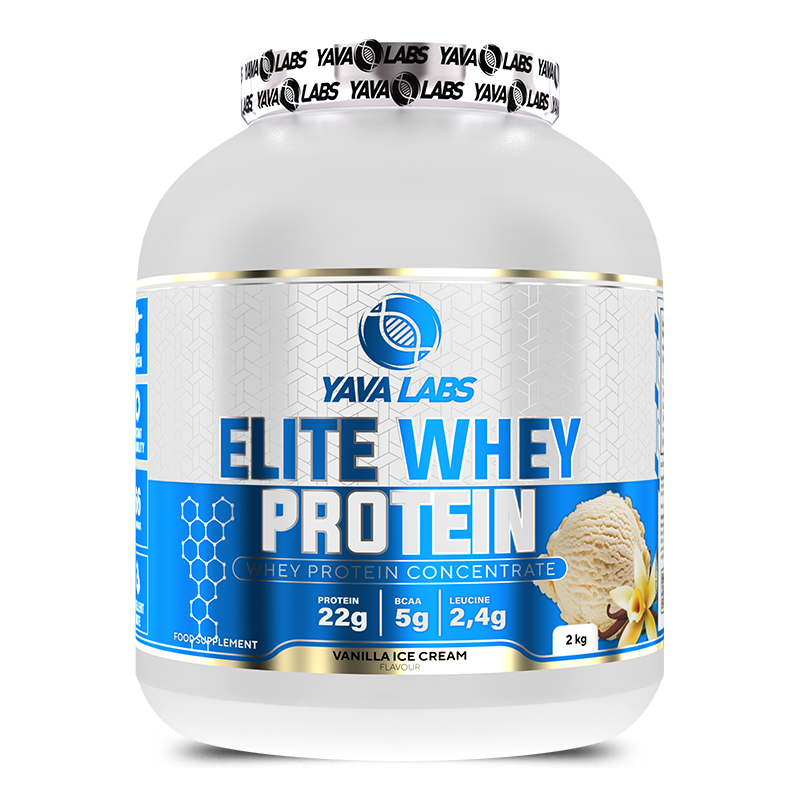 YAVA LABS YAVA LABS YAVA LABS YAVA
YAVA LABS YAVA LABS YAVA LABS
YAVA LABS
ELITE WHEY
PROTEIN
WHEY PROTEIN CONCENTRATE
PROTEIN BCAA LEUCINE
22g 5g 2,4g
FOOD SUPPLEMENT
2 kg
VANILLA ICE CREAM
FLAVOUR